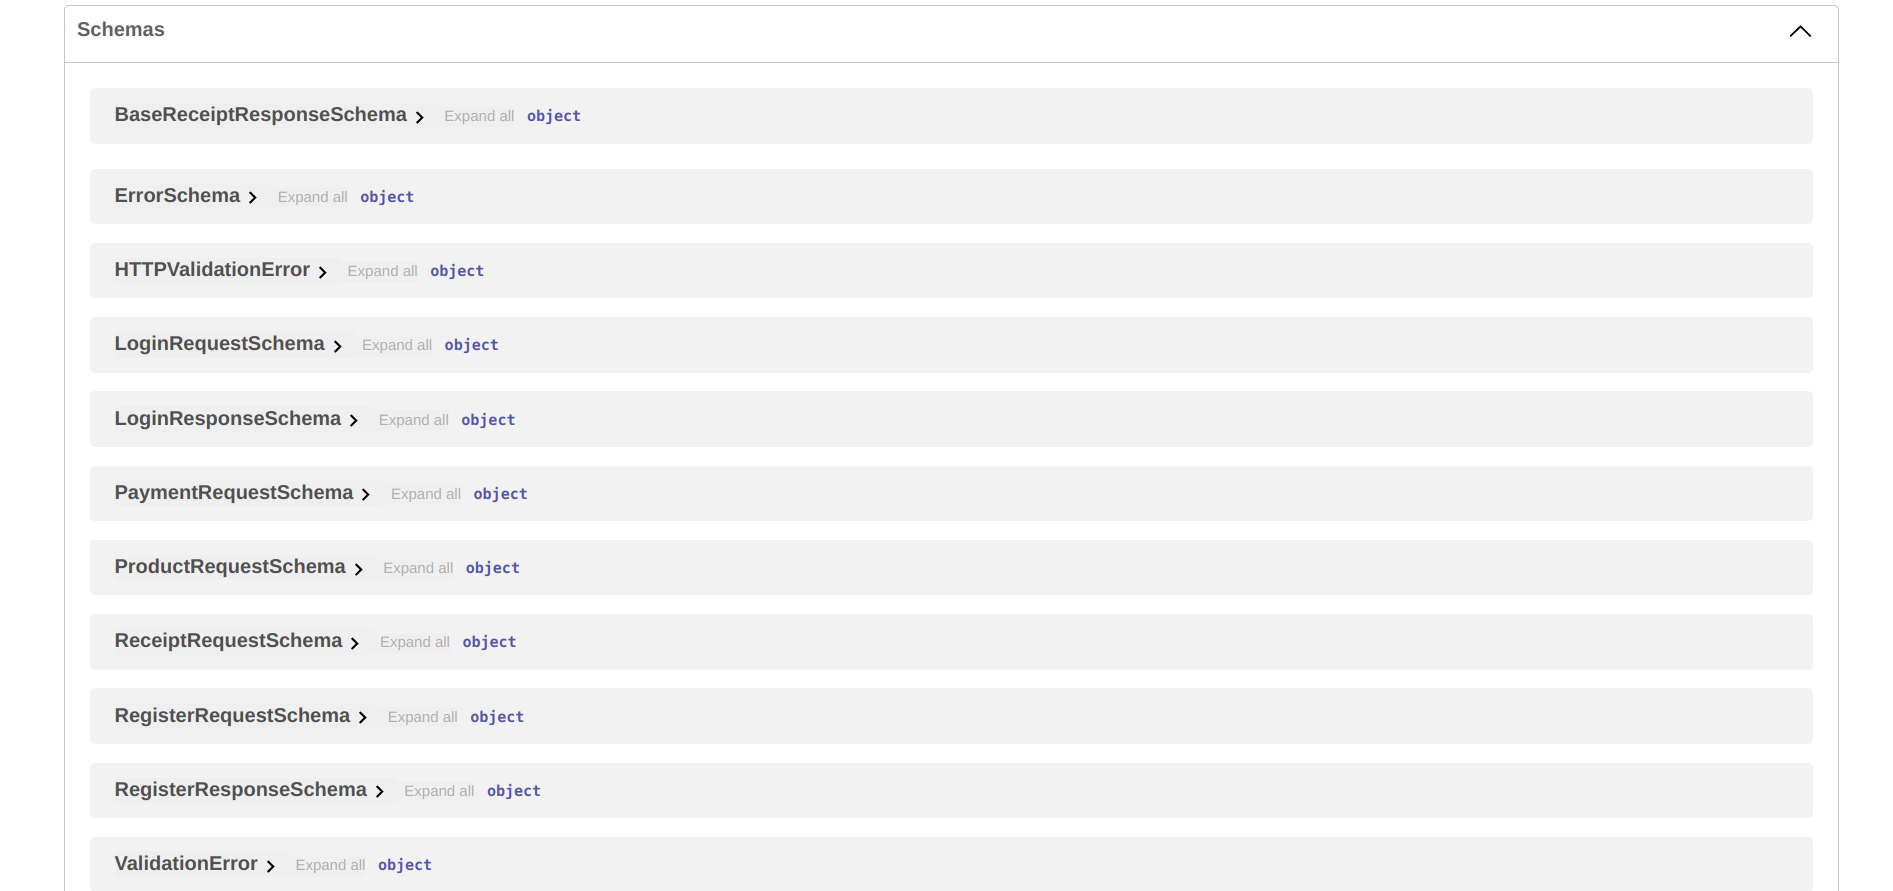 Schemas
BaseReceiptResponseSchema Expand all object
ErrorSchema Expand all object
HTTPValidationError Expand all object
LoginRequestSchema Expand all object
LoginResponseSchema Expand all object
PaymentRequestSchema Expand all object
ProductRequestSchema Expand all object
ReceiptRequestSchema Expand all object
RegisterRequestSchema Expand all object
RegisterResponseSchema Expand all object
ValidationError Expand all object